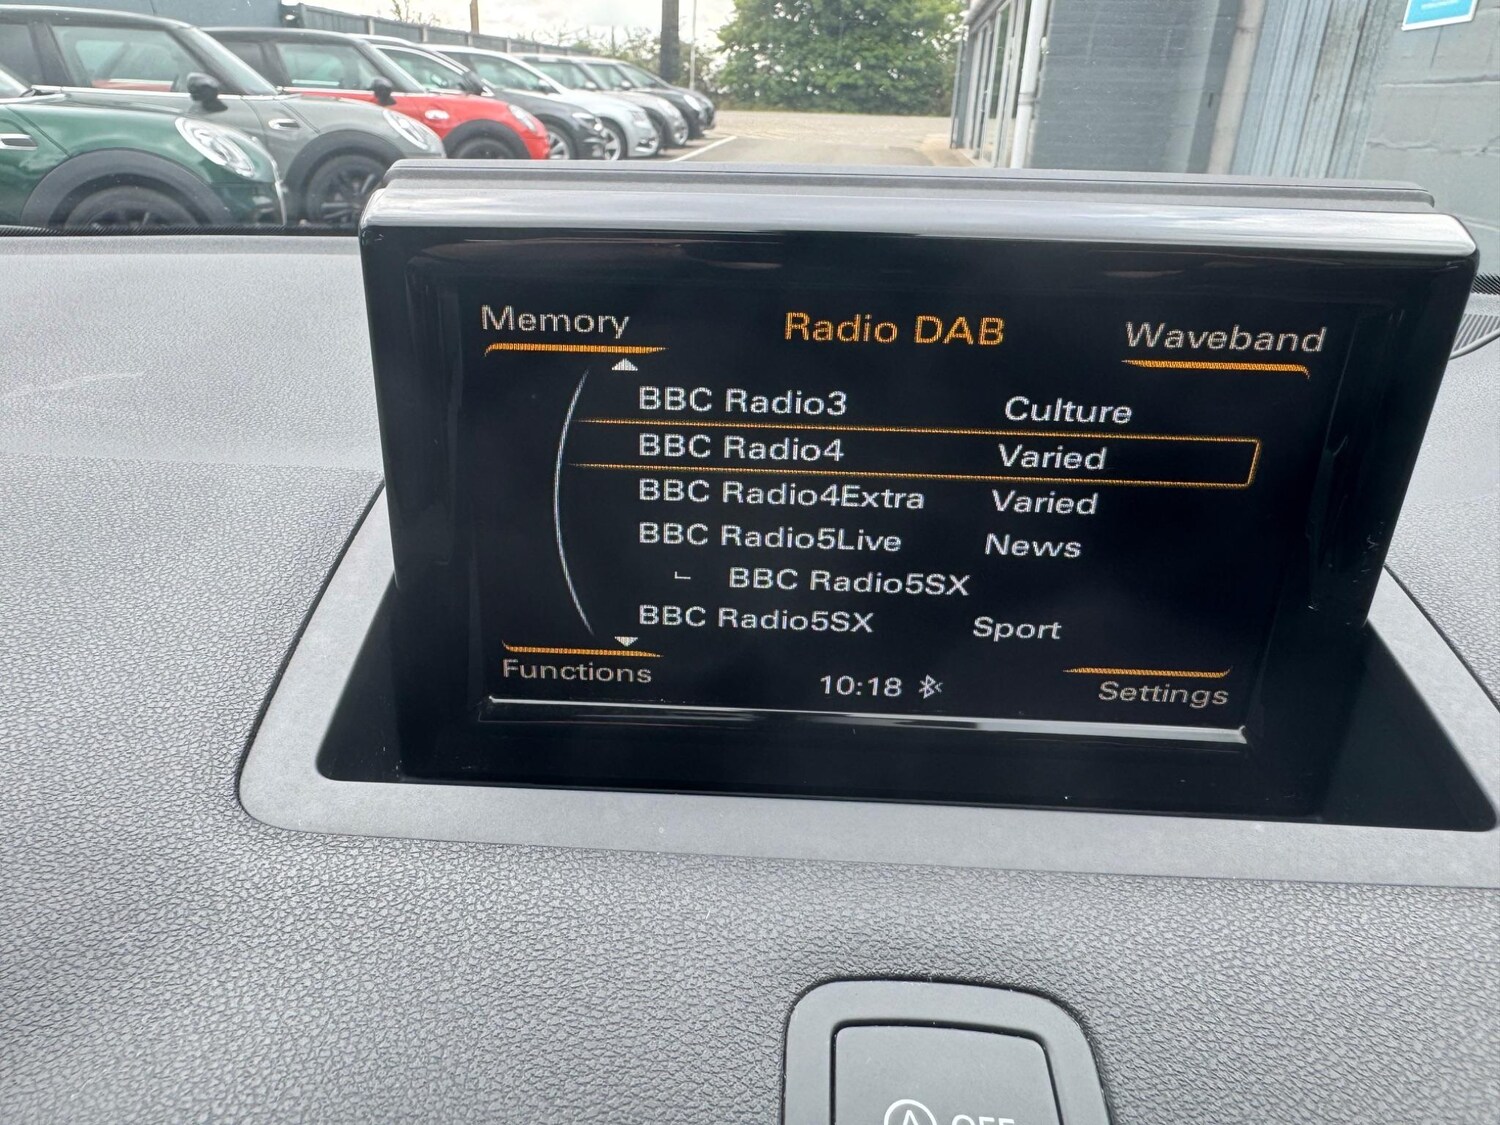 Memory Radio DAB Waveband
BBC Radio3 Culture
BBC Radio4 Varied
BBC Radio4Extra Varied
BBC Radio5Live News
BBC Radio5SX
BBC Radio5SX Sport
Functions 10:18 Settings
A OFF